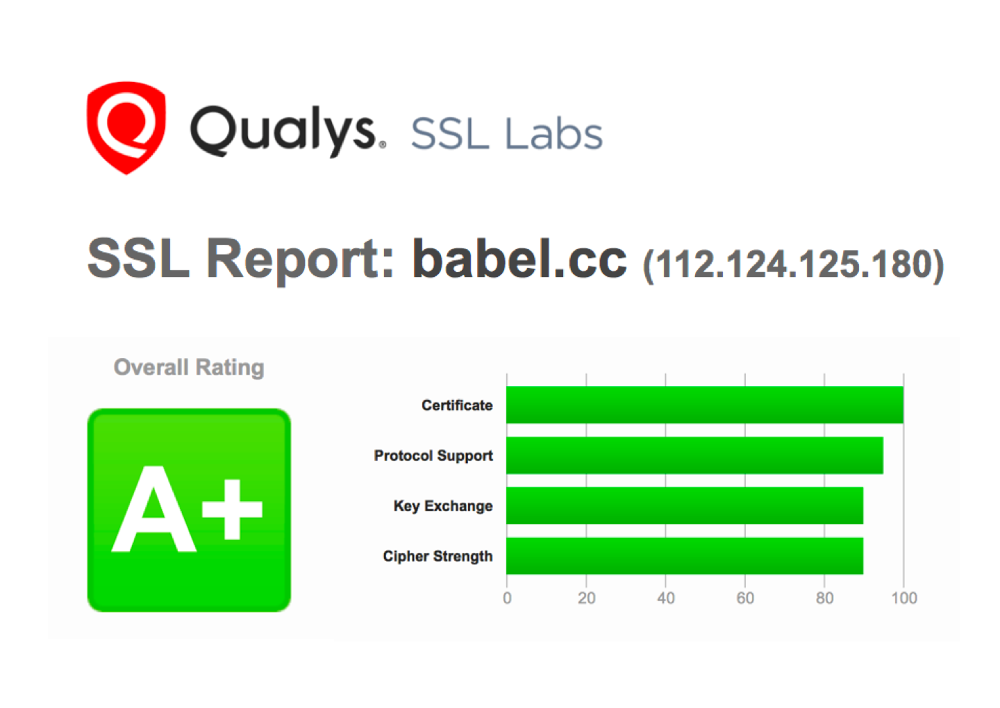 Qualys® SSL Labs
SSL Report: babel.cc (112.124.125.180)
Overall Rating
A+
Certificate
Protocol Support
Key Exchange
Cipher Strength
0 20 40 60 80 100